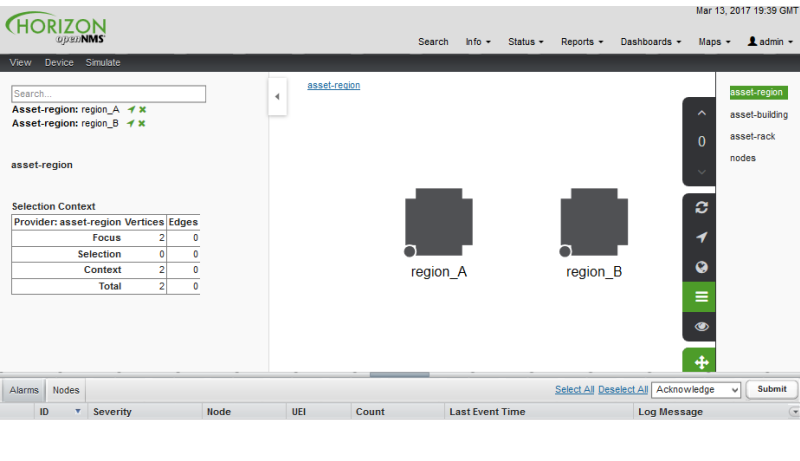 Mar 13, 2017 19:39 GMT
HORIZON
openNMS
Search Info Status Reports Dashboards Maps admin
View Device Simulate
Search...
Asset-region: region_A
Asset-region: region_B
asset-region
Selection Context
Provider: asset-region Vertices Edges
Focus 2 0
Selection 0 0
Context 2 0
Total 2 0
asset-region
region_A
region_B
0
asset-region
asset-building
asset-rack
nodes
Alarms Nodes
Select All Deselect All Acknowledge Submit
ID Severity Node UEI Count Last Event Time Log Message